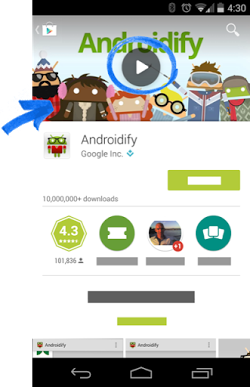 4:30
Androidify
Androidify
Google Inc.
10,000,000+ downloads
4.3
101,836
+1
Androidify
Androidify